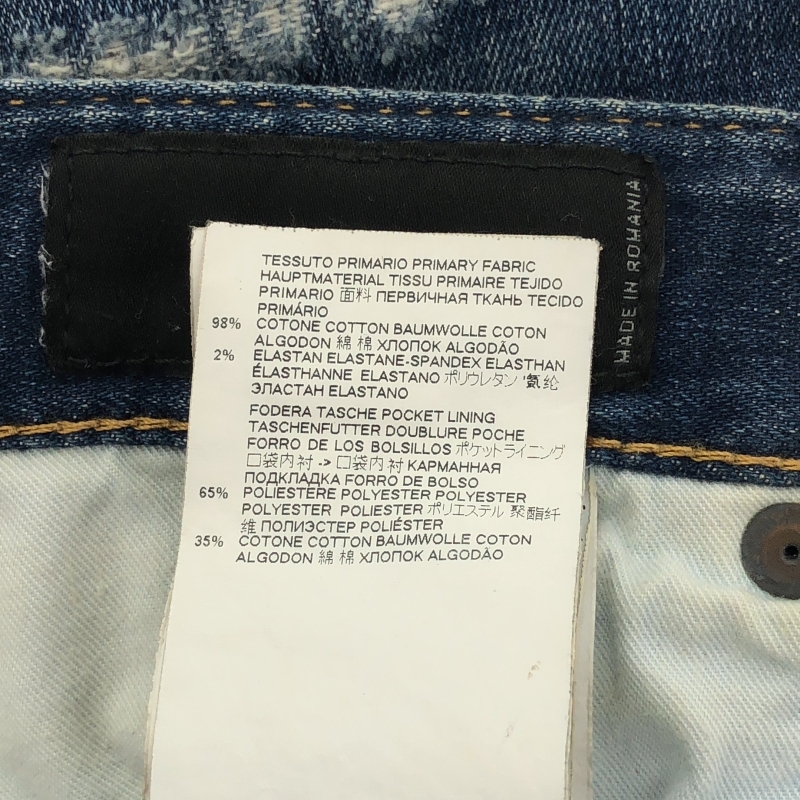 TESSUTO PRIMARIO PRIMARY FABRIC
HAUPTMATERIAL TISSU PRIMAIRE TEJIDO
PRIMARIO 面料 ПЕРВИЧНАЯ ТКАНЬ TECIDO
PRIMÁRIO
98% COTONE COTTON BAUMWOLLE COTON
ALGODON 綿 棉 ХЛОПОК ALGODÃO
2% ELASTAN ELASTANE-SPANDEX ELASTHAN
ÉLASTHANNE ELASTANO ポリウレタン '氨纶
ЭЛАСТАН ELASTANO
FODERA TASCHE POCKET LINING
TASCHENFUTTER DOUBLURE POCHE
FORRO DE LOS BOLSILLOS ポケットライニング
口袋内衬 -> 口袋内衬 КАРМАННАЯ
ПОДКЛАДКА FORRO DE BOLSO
65% POLIESTERE POLYESTER POLYESTER
POLYESTER POLIESTER ポリエステル 聚酯纤
维 ПОЛИЭСТЕР POLIÉSTER
35% COTONE COTTON BAUMWOLLE COTON
ALGODON 綿 棉 ХЛОПОК ALGODÃO
MADE IN ROMANIA